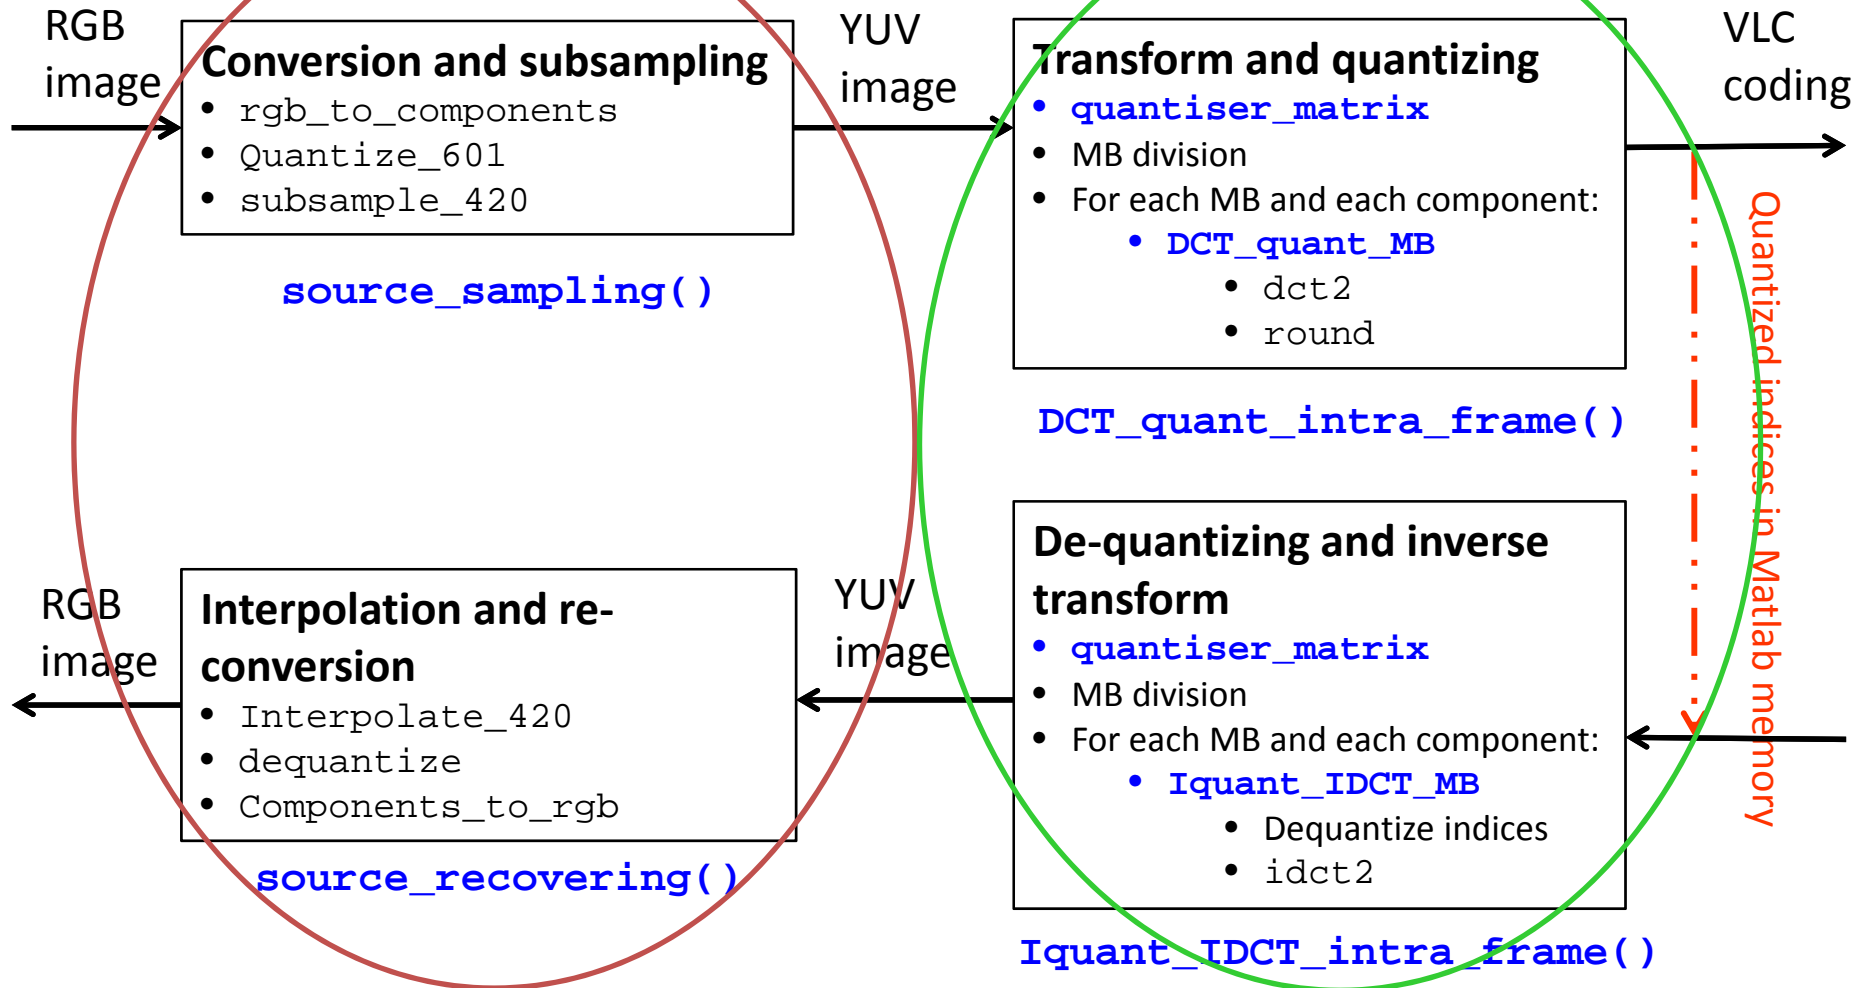 RGB
image
Conversion and subsampling
• rgb_to_components
• Quantize_601
• subsample_420
source_sampling()
YUV
image
Transform and quantizing
• quantiser_matrix
• MB division
• For each MB and each component:
• DCT_quant_MB
• dct2
• round
DCT_quant_intra_frame()
VLC
coding
Quantized indices in Matlab memory
De-quantizing and inverse
transform
• quantiser_matrix
• MB division
• For each MB and each component:
• Iquant_IDCT_MB
• Dequantize indices
• idct2
Iquant_IDCT_intra_frame()
YUV
image
Interpolation and re-
conversion
• Interpolate_420
• dequantize
• Components_to_rgb
source_recovering()
RGB
image